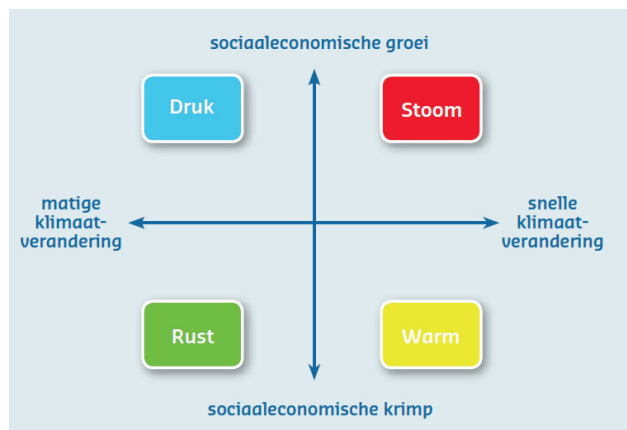 sociaaleconomische groei
Druk
Stoom
matige
klimaat-
verandering
snelle
klimaat-
verandering
Rust
Warm
sociaaleconomische krimp